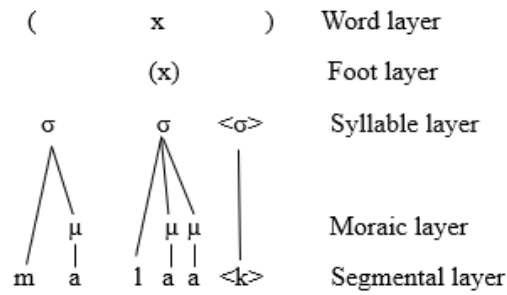 ( x ) Word layer
(x) Foot layer
σ σ <σ> Syllable layer
μ μ μ Moraic layer
m a l a a <k> Segmental layer